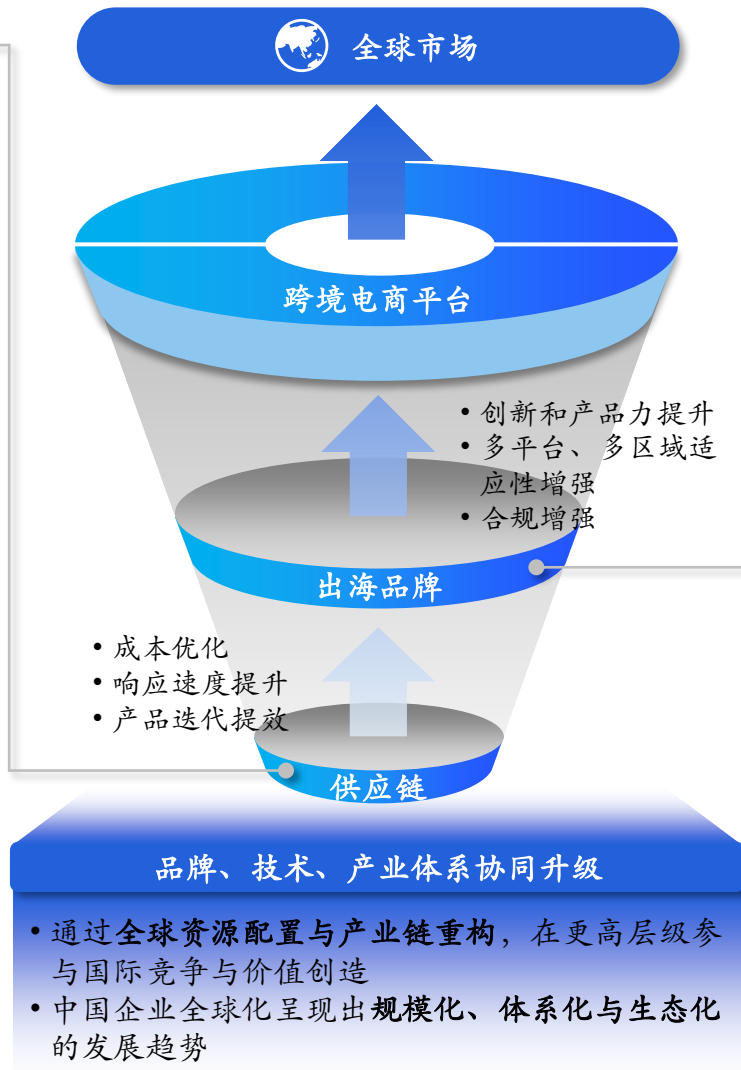 全球市场
跨境电商平台
• 创新和产品力提升
• 多平台、多区域适
应性增强
• 合规增强
出海品牌
• 成本优化
• 响应速度提升
• 产品迭代提效
供应链
品牌、技术、产业体系协同升级
• 通过全球资源配置与产业链重构，在更高层级参
与国际竞争与价值创造
• 中国企业全球化呈现出规模化、体系化与生态化
的发展趋势